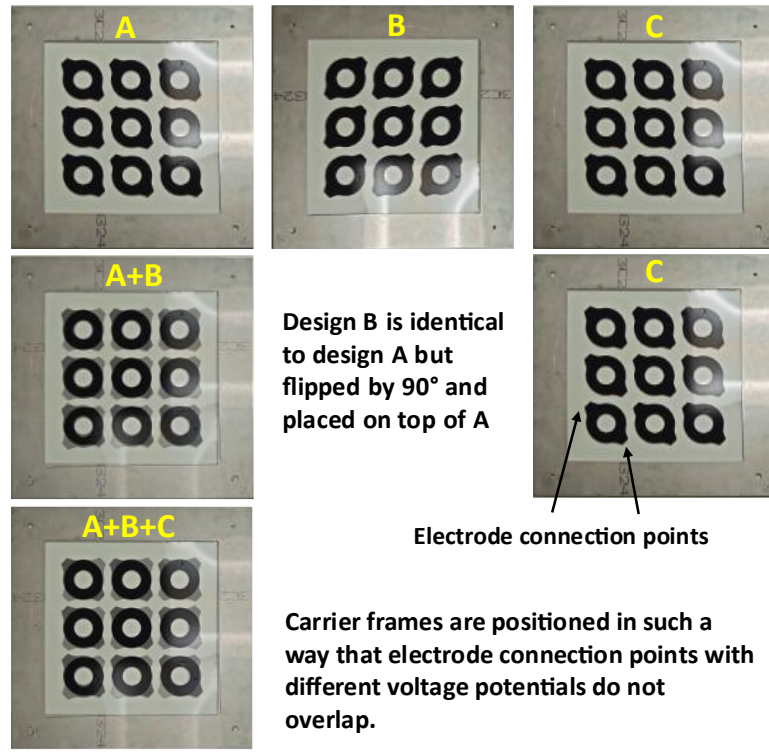 A
B
C
A+B
C
Design B is identical
to design A but
flipped by 90° and
placed on top of A
Electrode connection points
A+B+C
Carrier frames are positioned in such a
way that electrode connection points with
different voltage potentials do not
overlap.